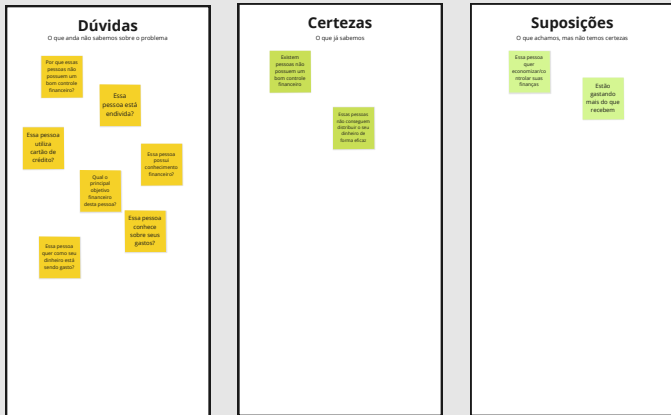 Dúvidas
O que anda não sabemos sobre o problema
Por que essas
pessoas não
possuem um
bom controle
financeiro?
Essa
pessoa está
endivida?
Essa pessoa
utiliza
cartão de
crédito?
Essa pessoa
possui
conhecimento
financeiro?
Qual o
principal
objetivo
financeiro
desta pessoa?
Essa pessoa
conhece
sobre seus
gastos?
Essa pessoa
quer como seu
dinheiro está
sendo gasto?
Certezas
O que já sabemos
Existem
pessoas não
possuem um
bom controle
financeiro
Essas pessoas
não conseguem
distribuir o seu
dinheiro de
forma eficaz
Suposições
O que achamos, mas não temos certezas
Essa pessoa
quer
economizar/co
ntrolar suas
finanças
Estão
gastando
mais do que
recebem